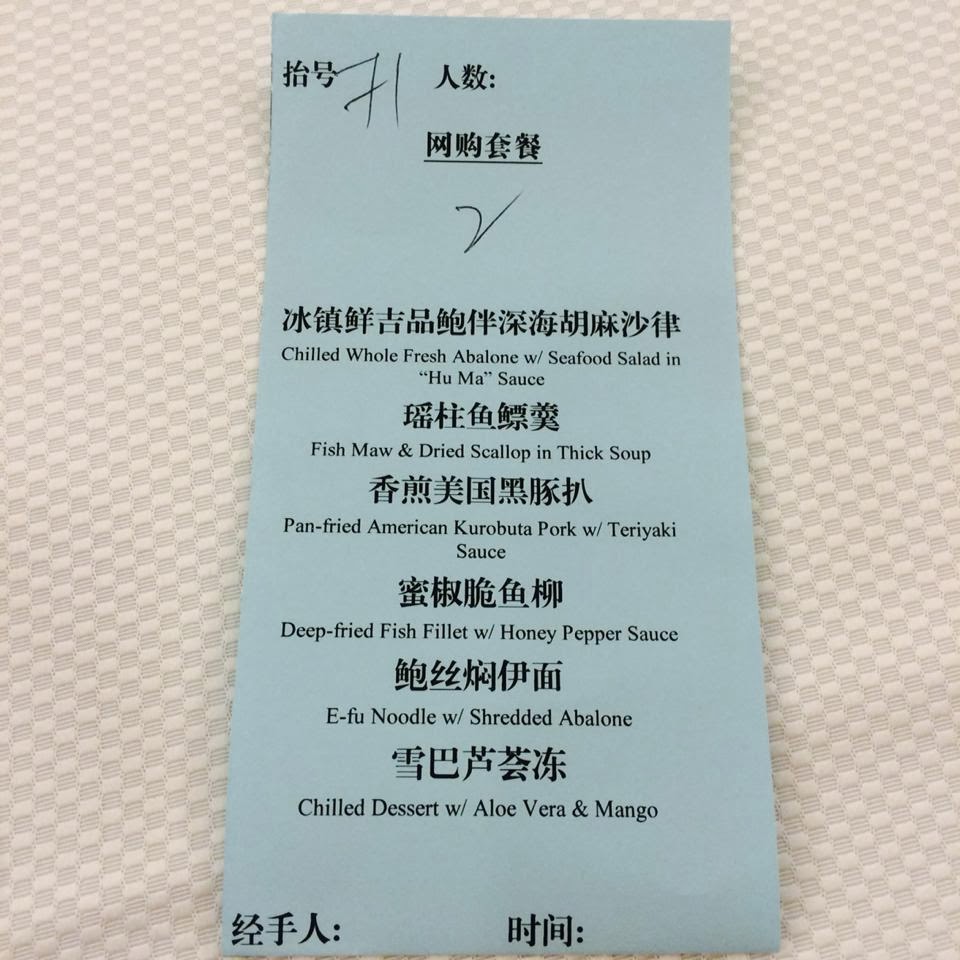 抬号 71 人数:
网购套餐
2
冰镇鲜吉品鲍伴深海胡麻沙律
Chilled Whole Fresh Abalone w/ Seafood Salad in
“Hu Ma” Sauce
瑶柱鱼鳔羹
Fish Maw & Dried Scallop in Thick Soup
香煎美国黑豚扒
Pan-fried American Kurobuta Pork w/ Teriyaki
Sauce
蜜椒脆鱼柳
Deep-fried Fish Fillet w/ Honey Pepper Sauce
鲍丝焖伊面
E-fu Noodle w/ Shredded Abalone
雪巴芦荟冻
Chilled Dessert w/ Aloe Vera & Mango
经手人: 时间: